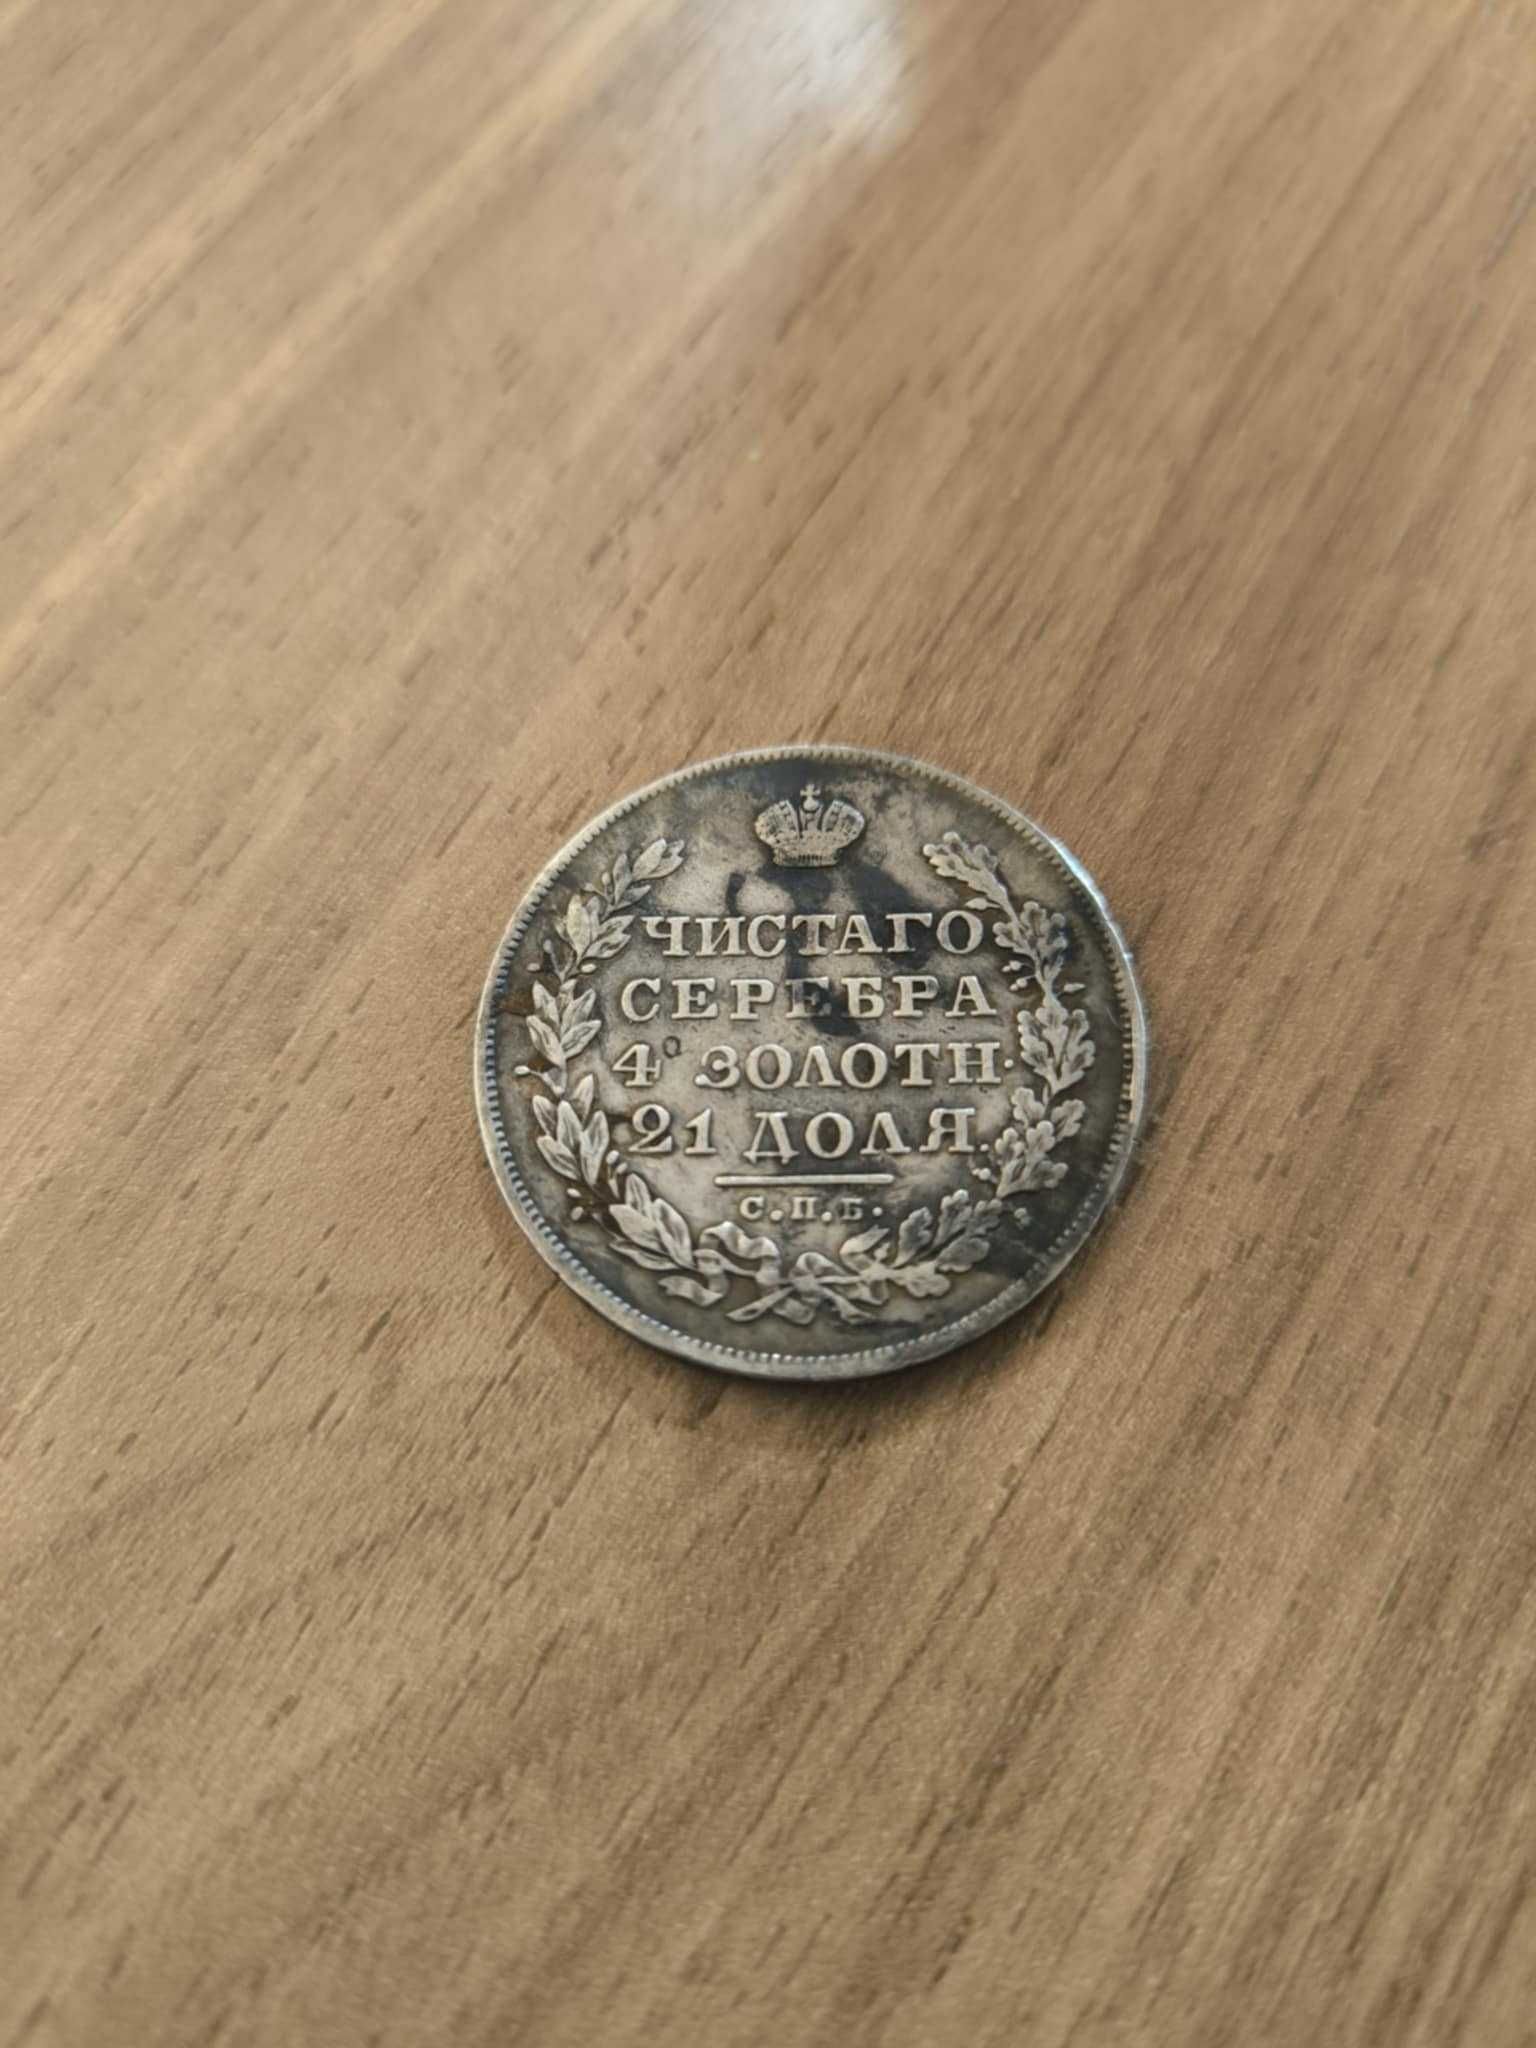 ЧИСТАГО
СЕРЕБРА
4 ЗОЛОТН·
21 ДОЛЯ.
С.П.Б.